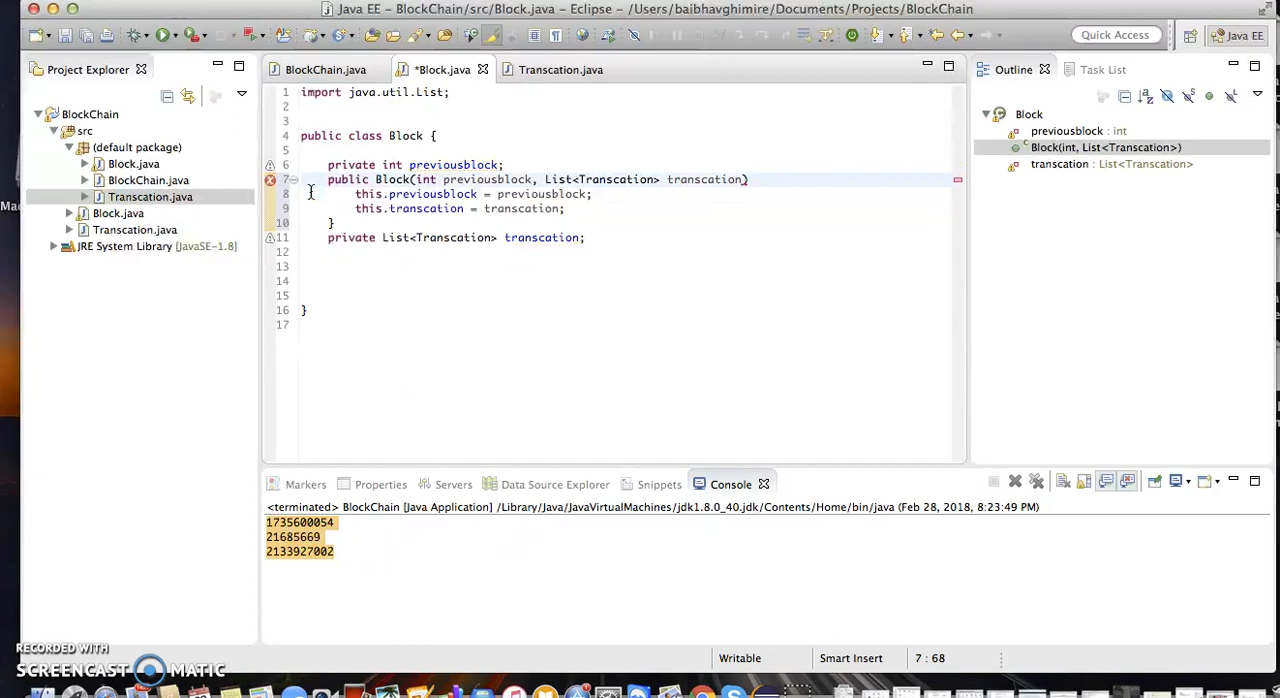 Java EE - BlockChain/src/Block.java - Eclipse - /Users/baibhavghimire/Documents/Projects/BlockChain
Quick Access
Java EE
Project Explorer
BlockChain
src
(default package)
Block.java
BlockChain.java
Transcation.java
Block.java
Transcation.java
JRE System Library [JavaSE-1.8]
BlockChain.java
*Block.java
Transcation.java
1 import java.util.List;
2
3
4 public class Block {
5
6 private int previousblock;
7 public Block(int previousblock, List<Transcation> transcation)
8 this.previousblock = previousblock;
9 this.transcation = transcation;
10 }
11 private List<Transcation> transcation;
12
13
14
15
16 }
17
Outline
Task List
Block
previousblock : int
Block(int, List<Transcation>)
transcation : List<Transcation>
Markers
Properties
Servers
Data Source Explorer
Snippets
Console
<terminated> BlockChain [Java Application] /Library/Java/JavaVirtualMachines/jdk1.8.0_40.jdk/Contents/Home/bin/java (Feb 28, 2018, 8:23:49 PM)
1735600054
21685669
2133927002
Writable
Smart Insert
7 : 68
RECORDED WITH
SCREENCAST MATIC